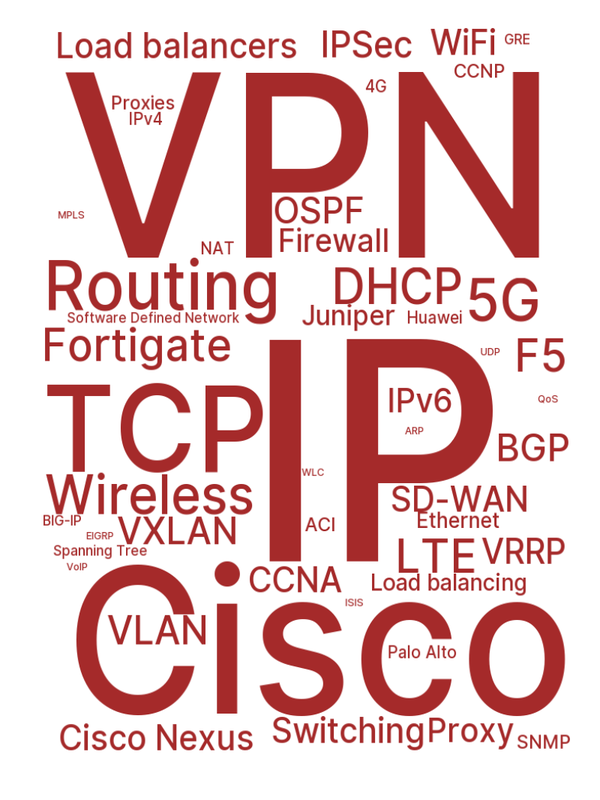 Load balancers
IPSec
WiFi
GRE
CCNP
VPN
Proxies
IPv4
4G
MPLS
OSPF
NAT
Firewall
Routing
DHCP
5G
Software Defined Network
Juniper
Huawei
Fortigate
IP
UDP
F5
TCP
IPv6
QoS
ARP
BGP
WLC
Wireless
SD-WAN
BIG-IP
EIGRP
VXLAN
ACI
Ethernet
Spanning Tree
LTE
VRRP
VoIP
CCNA
Load balancing
ISIS
Cisco
VLAN
Palo Alto
Cisco Nexus
Switching
Proxy
SNMP